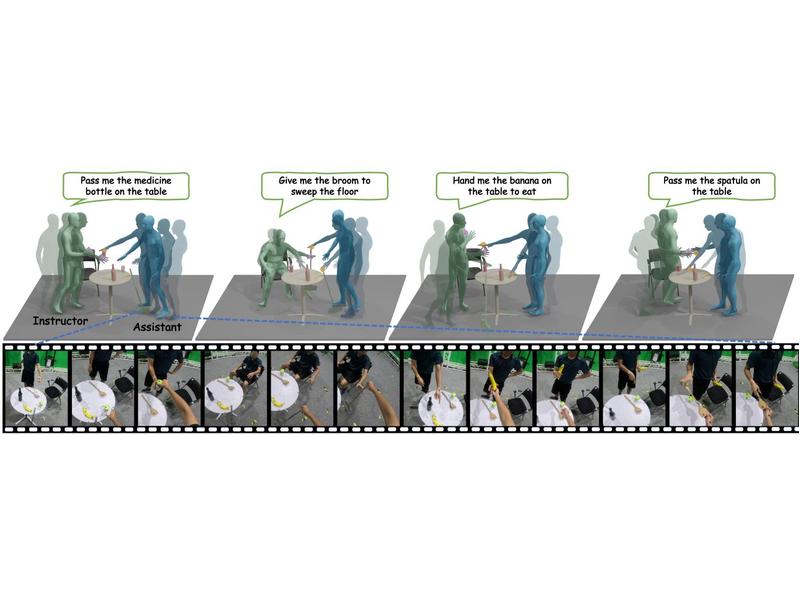 Pass me the medicine
bottle on the table
Give me the broom to
sweep the floor
Hand me the banana on
the table to eat
Pass me the spatula on
the table
Instructor
Assistant